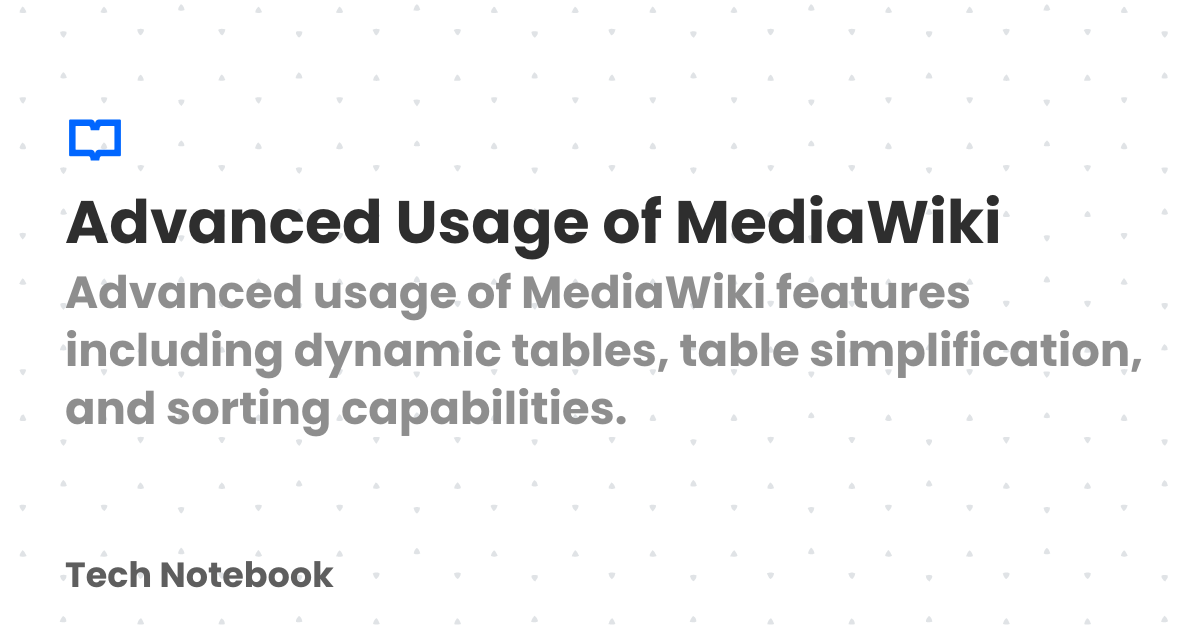 Advanced Usage of MediaWiki
Advanced usage of MediaWiki features
including dynamic tables, table simplification,
and sorting capabilities.
Tech Notebook